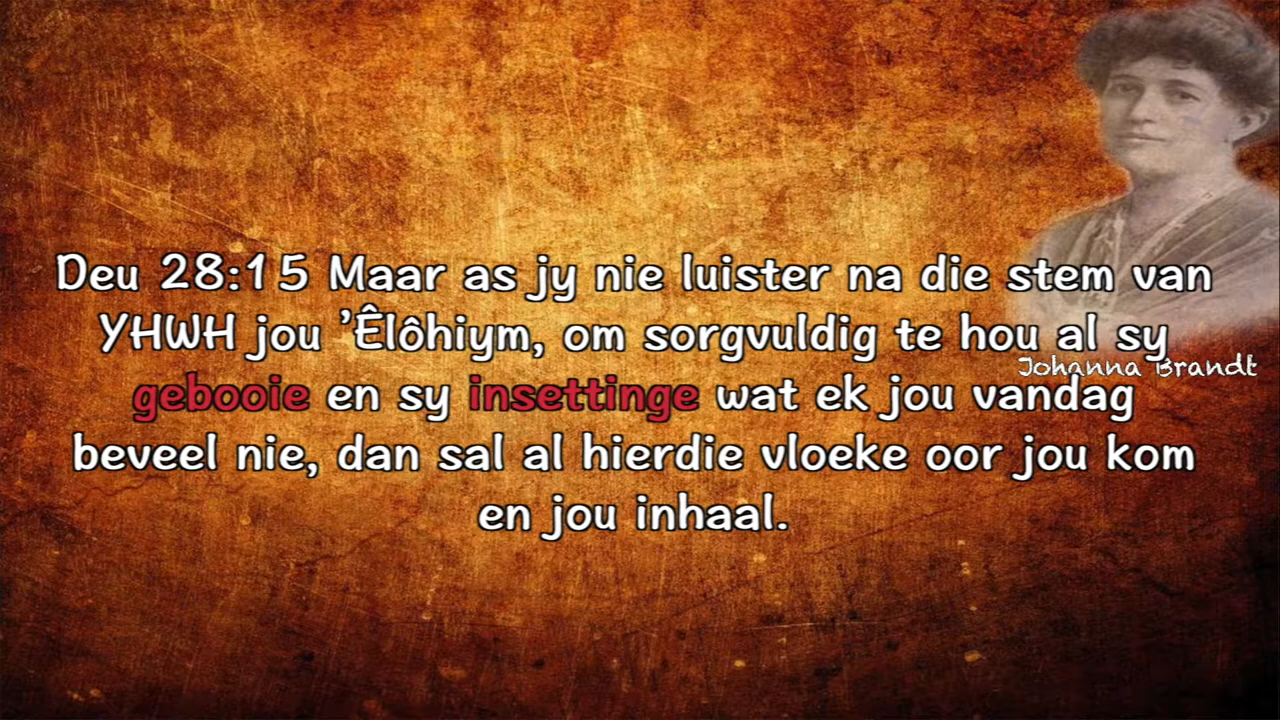 Deu 28:15 Maar as jy nie luister na die stem van
YHWH jou ’Êlôhiym, om sorgvuldig te hou al sy
Johanna Brandt
gebooie en sy insettinge wat ek jou vandag
beveel nie, dan sal al hierdie vloeke oor jou kom
en jou inhaal.